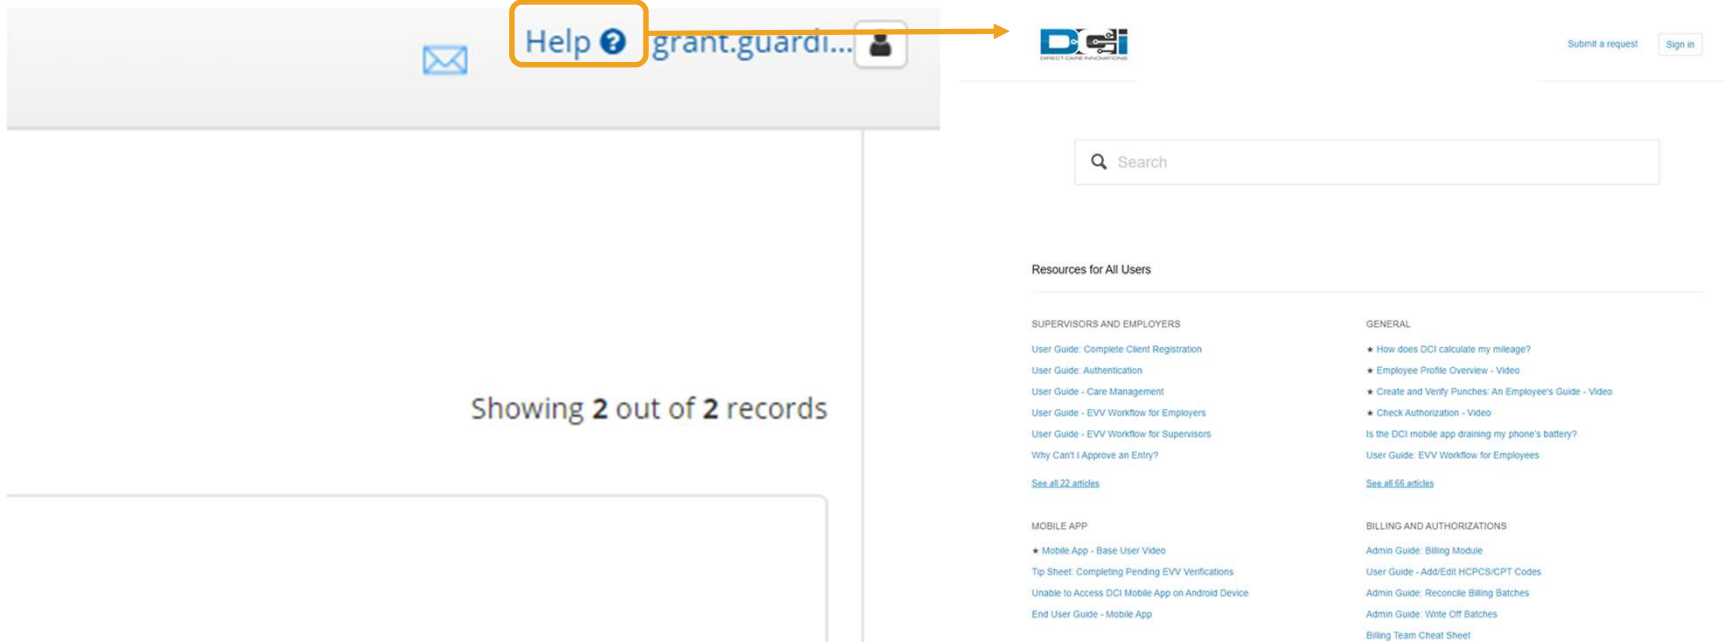 Help
grant.guardi...
Showing 2 out of 2 records
DCI
DIRECT CARE INNOVATIONS
Submit a request
Sign in
Search
Resources for All Users
SUPERVISORS AND EMPLOYERS
User Guide: Complete Client Registration
User Guide: Authentication
User Guide - Care Management
User Guide - EVV Workflow for Employers
User Guide - EVV Workflow for Supervisors
Why Can't I Approve an Entry?
See all 22 articles
GENERAL
★ How does DCI calculate my mileage?
★ Employee Profile Overview - Video
★ Create and Verify Punches: An Employee's Guide - Video
★ Check Authorization - Video
Is the DCI mobile app draining my phone's battery?
User Guide: EVV Workflow for Employees
See all 66 articles
MOBILE APP
★ Mobile App - Base User Video
Tip Sheet: Completing Pending EVV Verifications
Unable to Access DCI Mobile App on Android Device
End User Guide - Mobile App
BILLING AND AUTHORIZATIONS
Admin Guide: Billing Module
User Guide - Add/Edit HCPCS/CPT Codes
Admin Guide: Reconcile Billing Batches
Admin Guide: Write Off Batches
Billing Team Cheat Sheet